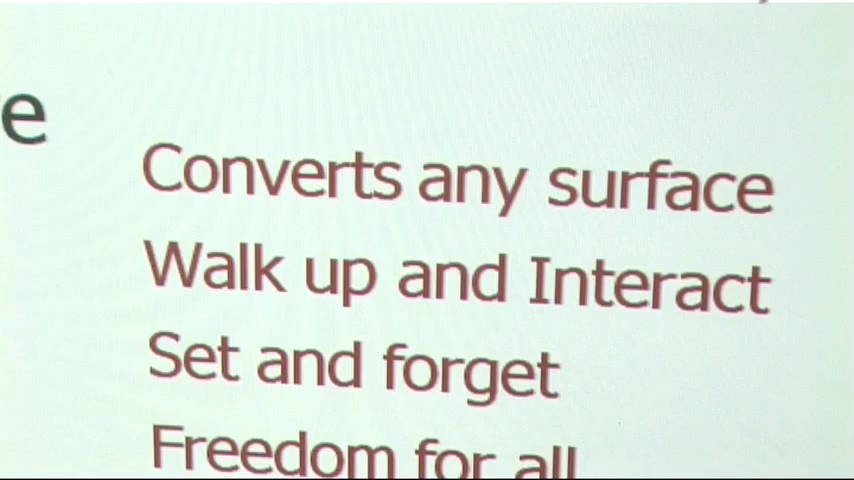 Converts any surface
Walk up and Interact
Set and forget
Freedom for all